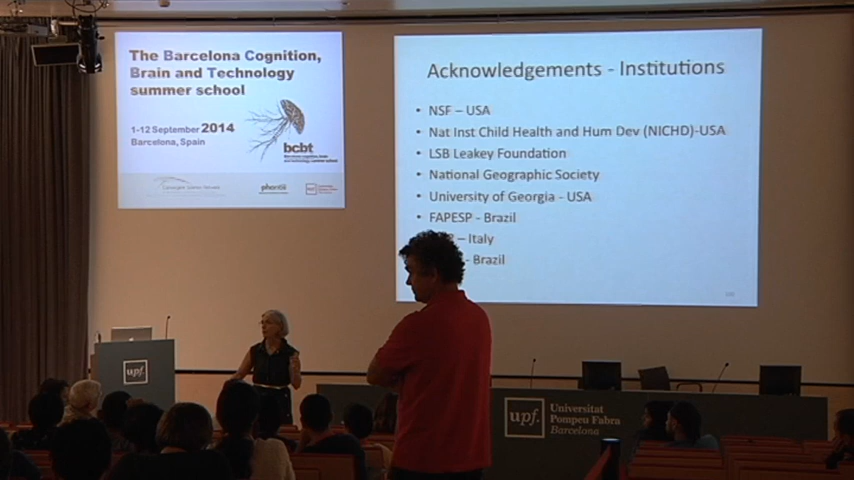 The Barcelona Cognition,
Brain and Technology
summer school
1-12 September 2014
Barcelona, Spain
bcbt
phantie
upf
Acknowledgements - Institutions
• NSF – USA
• Nat Inst Child Health and Hum Dev (NICHD)-USA
• LSB Leakey Foundation
• National Geographic Society
• University of Georgia - USA
• FAPESP - Brazil
– Italy
- Brazil
upf.
upf.
Universitat
Pompeu Fabra
Barcelona